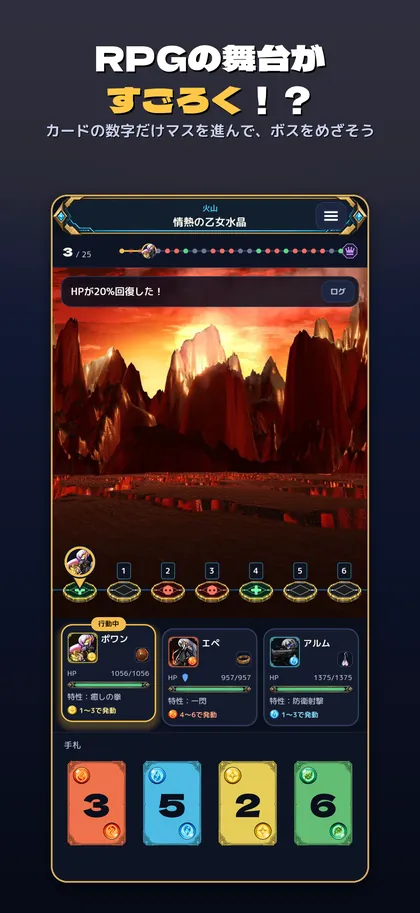 RPGの舞台が
すごろく！？
カードの数字だけマスを進んで、ボスをめざそう
火山
情熱の乙女水晶
3 / 25
HPが20%回復した！
ログ
1 2 3 4 5 6
行動中
ボワン
HP 1056/1056
特性：癒しの拳
1〜3で発動
エペ
HP 957/957
特性：一閃
4〜6で発動
アルム
HP 1375/1375
特性：防衛射撃
1〜3で発動
手札
3 5 2 6